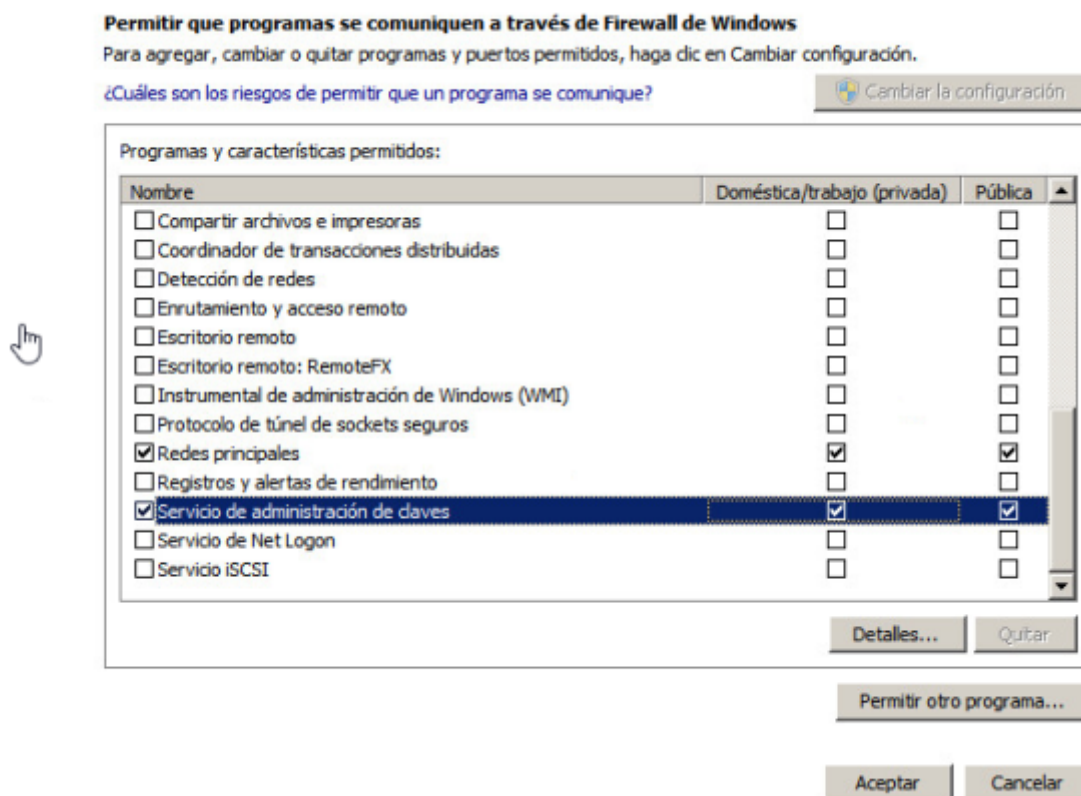 Permitir que programas se comuniquen a través de Firewall de Windows
Para agregar, cambiar o quitar programas y puertos permitidos, haga clic en Cambiar configuración.
¿Cuáles son los riesgos de permitir que un programa se comunique?
Cambiar la configuración
Programas y características permitidos:
Nombre Doméstica/trabajo (privada) Pública
Compartir archivos e impresoras
Coordinador de transacciones distribuidas
Detección de redes
Enrutamiento y acceso remoto
Escritorio remoto
Escritorio remoto: RemoteFX
Instrumental de administración de Windows (WMI)
Protocolo de túnel de sockets seguros
Redes principales
Registros y alertas de rendimiento
Servicio de administración de claves
Servicio de Net Logon
Servicio iSCSI
Detalles... Quitar
Permitir otro programa...
Aceptar Cancelar